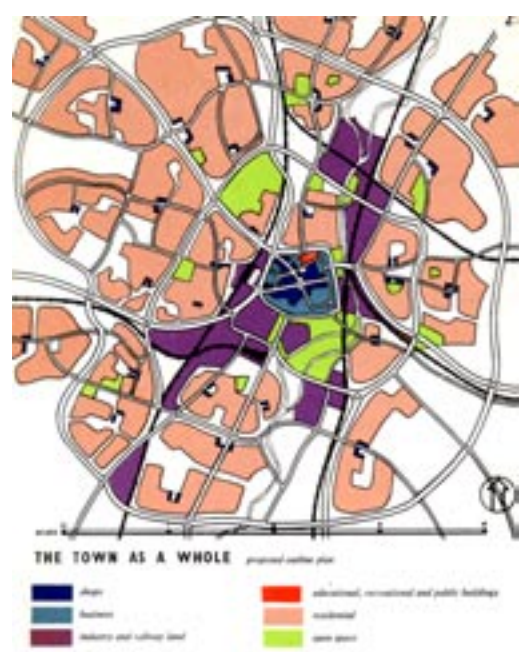 THE TOWN AS A WHOLE proposed outline plan
shops
educational, recreational and public buildings
business
residential
industry and railway land
open space